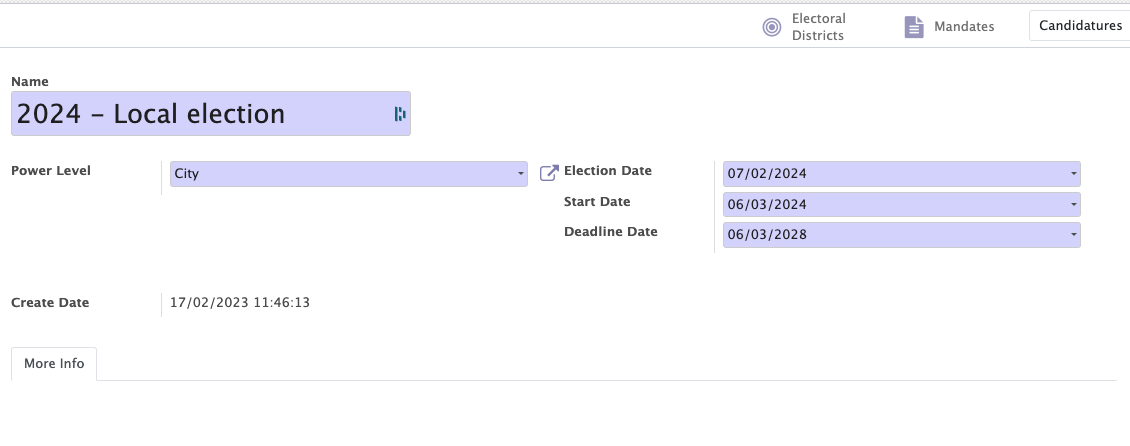 Electoral
Districts
Mandates
Candidatures
Name
2024 – Local election
Power Level
City
Election Date
07/02/2024
Start Date
06/03/2024
Deadline Date
06/03/2028
Create Date
17/02/2023 11:46:13
More Info